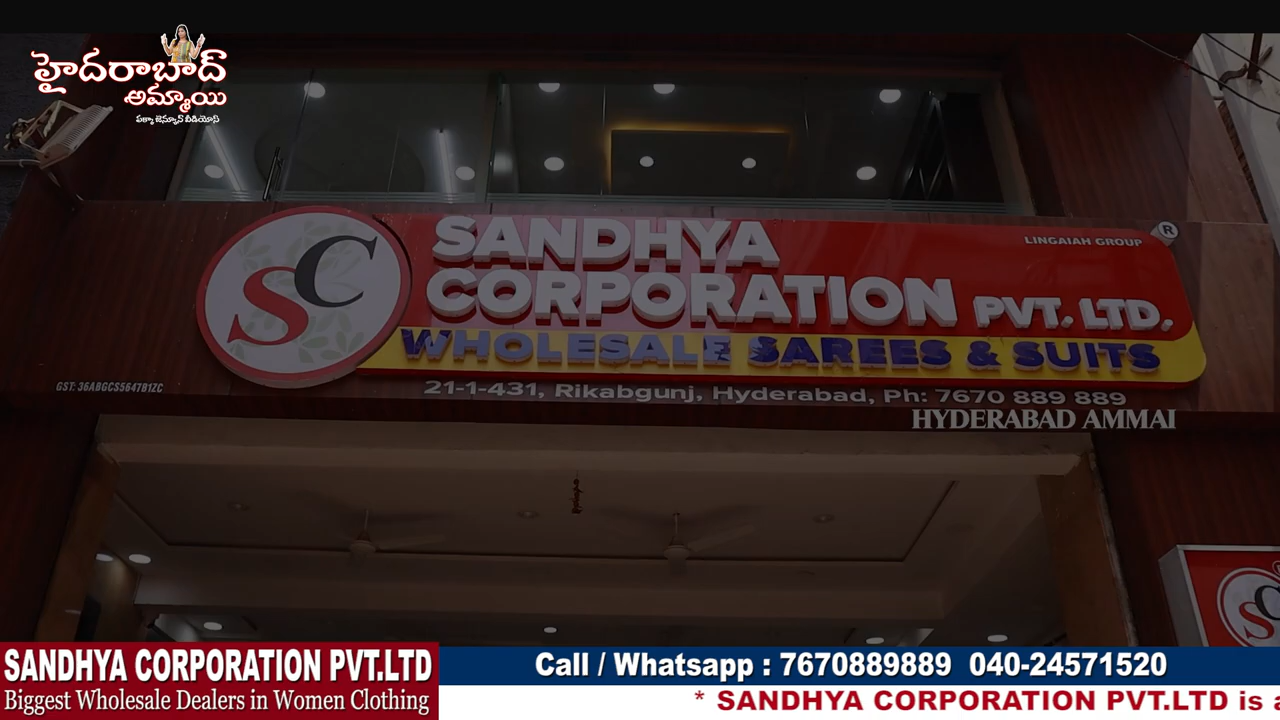 హైదరాబాద్
అమ్మాయి
పక్కా జెన్యూన్ వీడియోస్
LINGAIAH GROUP
R
SC
SANDHYA
CORPORATION PVT. LTD.
WHOLESALE SAREES & SUITS
GST: 36ABGCS5647B1ZC
21-1-431, Rikabgunj, Hyderabad, Ph: 7670 889 889
HYDERABAD AMMAI
SC
SANDHYA CORPORATION PVT.LTD
Call / Whatsapp : 7670889889 040-24571520
Biggest Wholesale Dealers in Women Clothing
* SANDHYA CORPORATION PVT.LTD is a